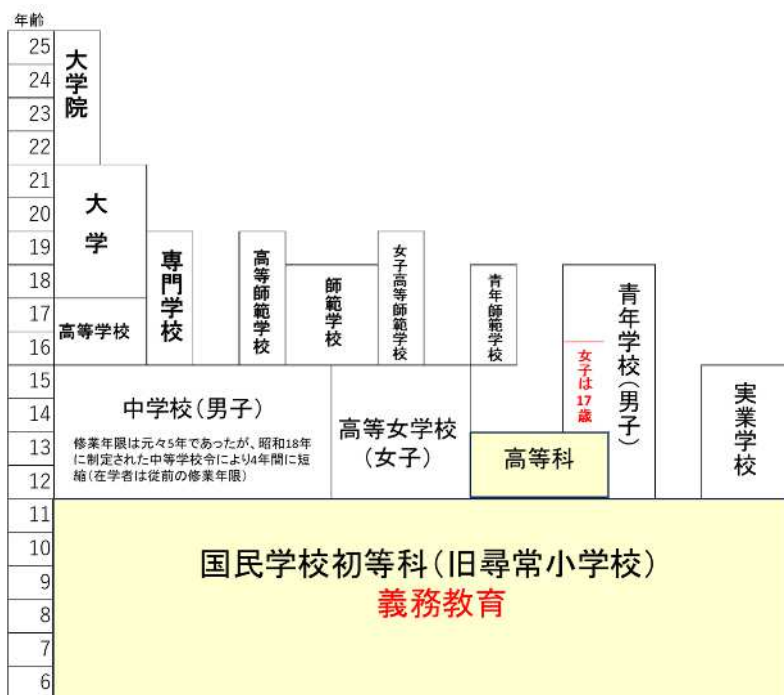 年齢
25
24
23
22
21
20
19
18
17
16
15
14
13
12
11
10
9
8
7
6
大学院
大学
高等学校
専門学校
高等師範学校
師範学校
女子高等師範学校
青年師範学校
青年学校(男子)
女子は17歳
実業学校
中学校(男子)
修業年限は元々5年であったが、昭和18年
に制定された中等学校令により4年間に短
縮(在学者は従前の修業年限)
高等女学校
(女子)
高等科
国民学校初等科(旧尋常小学校)
義務教育